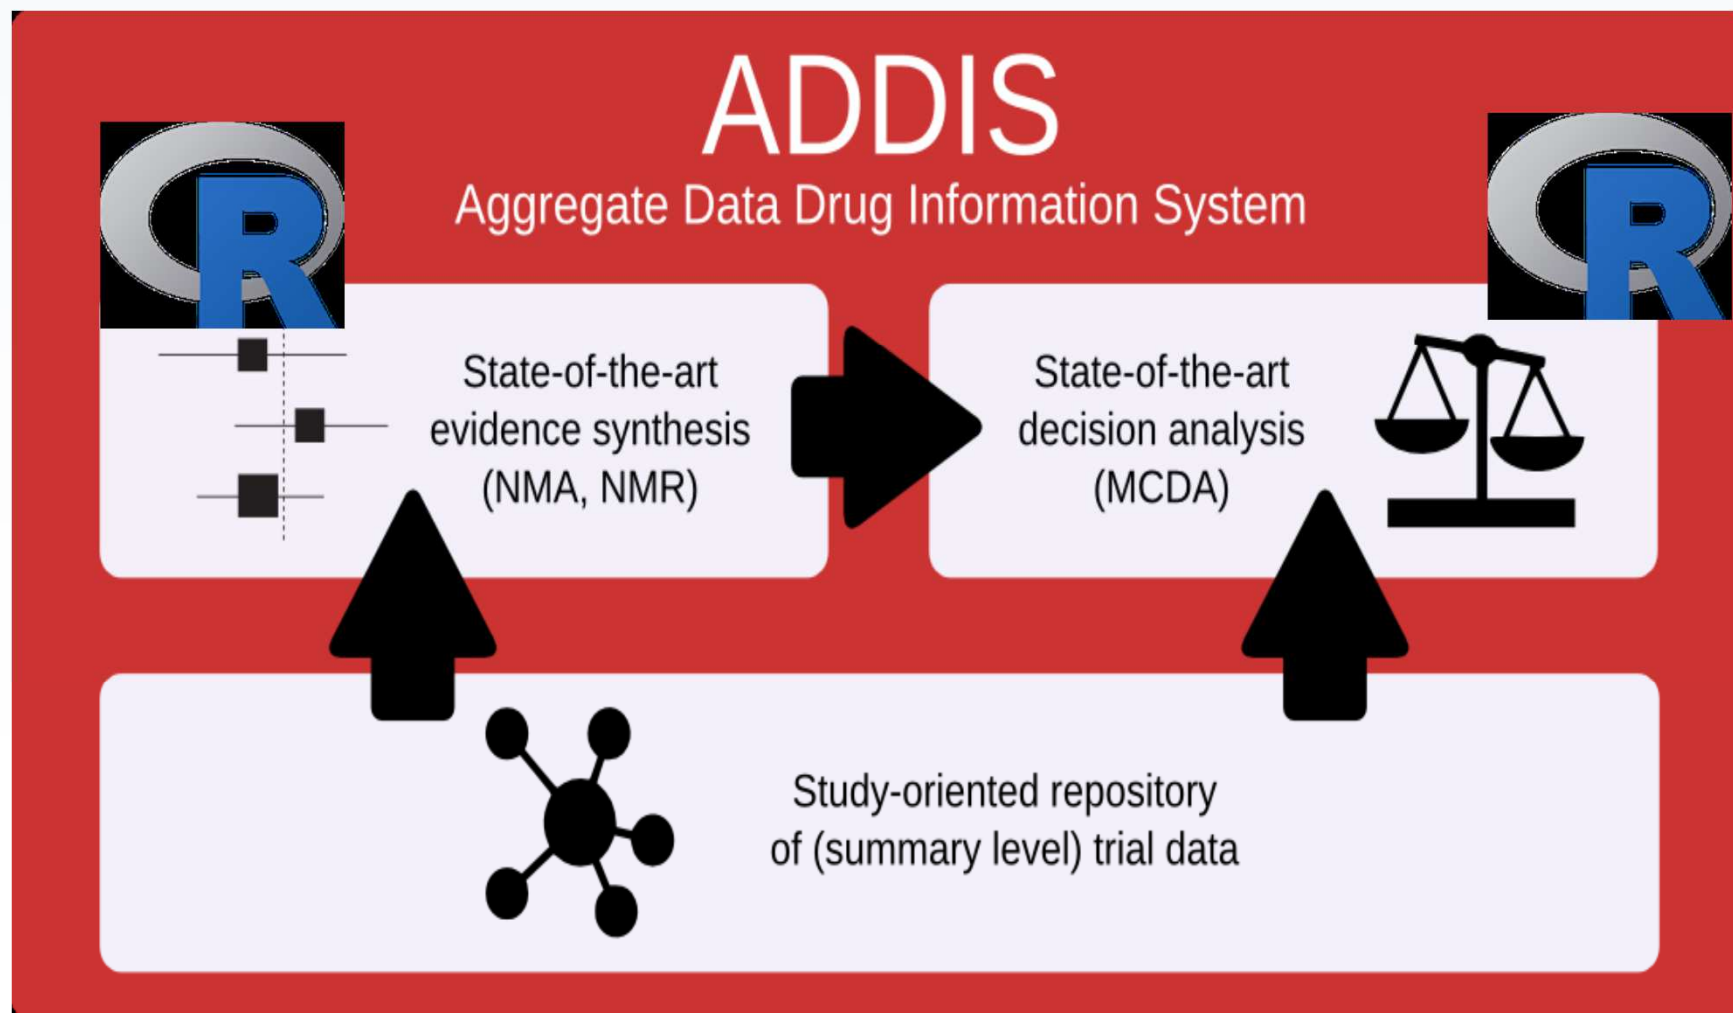 ADDIS
Aggregate Data Drug Information System
R
R
State-of-the-art
evidence synthesis
(NMA, NMR)
State-of-the-art
decision analysis
(MCDA)
Study-oriented repository
of (summary level) trial data